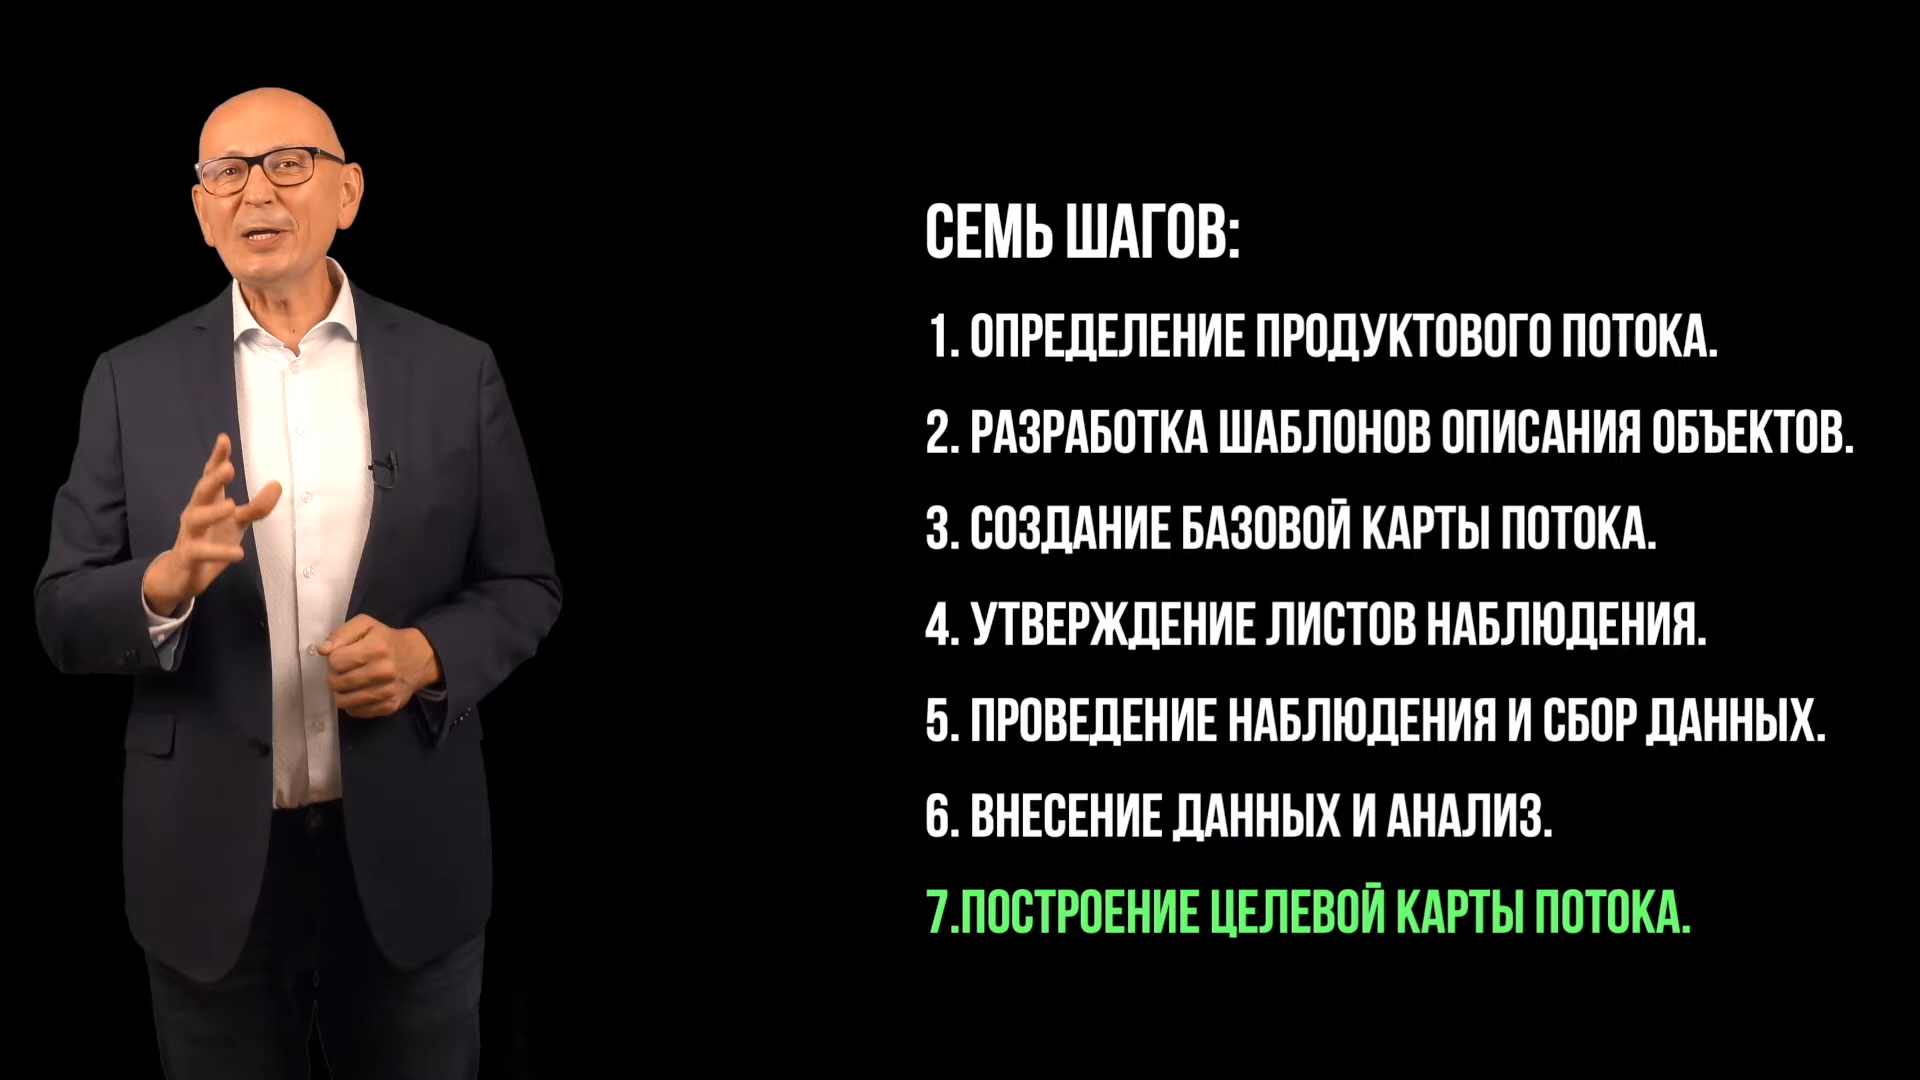 СЕМЬ ШАГОВ:
1. ОПРЕДЕЛЕНИЕ ПРОДУКТОВОГО ПОТОКА.
2. РАЗРАБОТКА ШАБЛОНОВ ОПИСАНИЯ ОБЪЕКТОВ.
3. СОЗДАНИЕ БАЗОВОЙ КАРТЫ ПОТОКА.
4. УТВЕРЖДЕНИЕ ЛИСТОВ НАБЛЮДЕНИЯ.
5. ПРОВЕДЕНИЕ НАБЛЮДЕНИЯ И СБОР ДАННЫХ.
6. ВНЕСЕНИЕ ДАННЫХ И АНАЛИЗ.
7.ПОСТРОЕНИЕ ЦЕЛЕВОЙ КАРТЫ ПОТОКА.